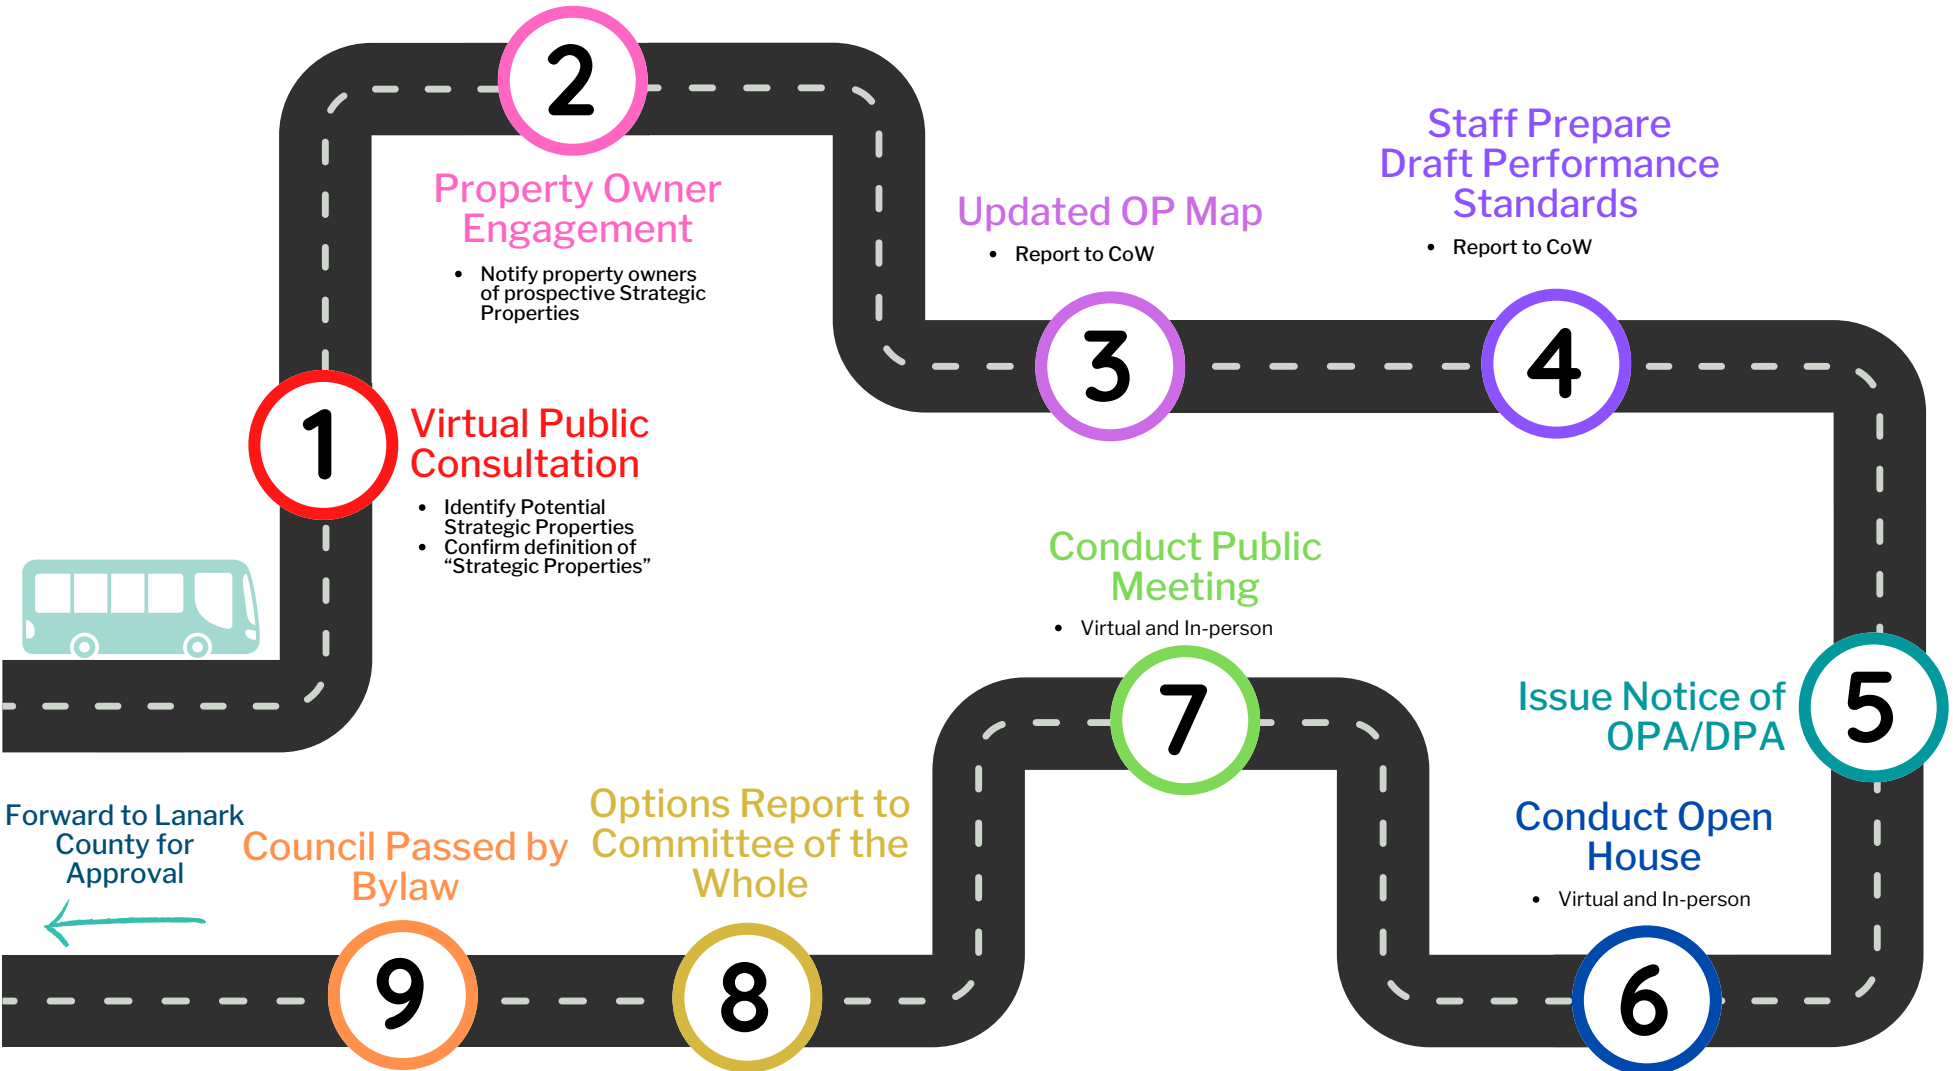 1
Virtual Public
Consultation
• Identify Potential
Strategic Properties
• Confirm definition of
“Strategic Properties”
2
Property Owner
Engagement
• Notify property owners
of prospective Strategic
Properties
Updated OP Map
• Report to CoW
3
Staff Prepare
Draft Performance
Standards
• Report to CoW
4
Issue Notice of
OPA/DPA
5
Conduct Open
House
• Virtual and In-person
6
Conduct Public
Meeting
• Virtual and In-person
7
Options Report to
Committee of the
Whole
8
Council Passed by
Bylaw
9
Forward to Lanark
County for
Approval